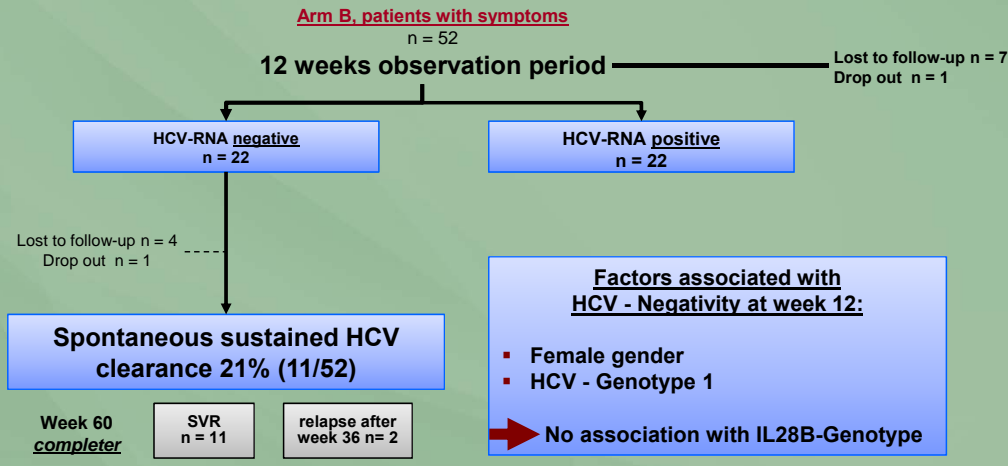 Arm B, patients with symptoms
n = 52
12 weeks observation period
Lost to follow-up n = 7
Drop out n = 1
HCV-RNA negative
n = 22
HCV-RNA positive
n = 22
Lost to follow-up n = 4
Drop out n = 1
Spontaneous sustained HCV
clearance 21% (11/52)
Week 60
completer
SVR
n = 11
relapse after
week 36 n= 2
Factors associated with
HCV - Negativity at week 12:
▪ Female gender
▪ HCV - Genotype 1
No association with IL28B-Genotype